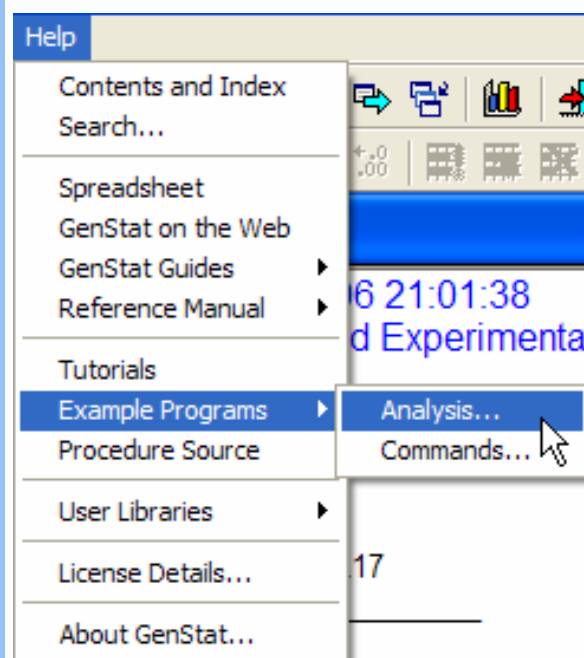 Help
Contents and Index
Search...
Spreadsheet
GenStat on the Web
GenStat Guides
Reference Manual
6 21:01:38
d Experimenta
Tutorials
Example Programs
Analysis...
Procedure Source
Commands...
User Libraries
License Details...
17
About GenStat...